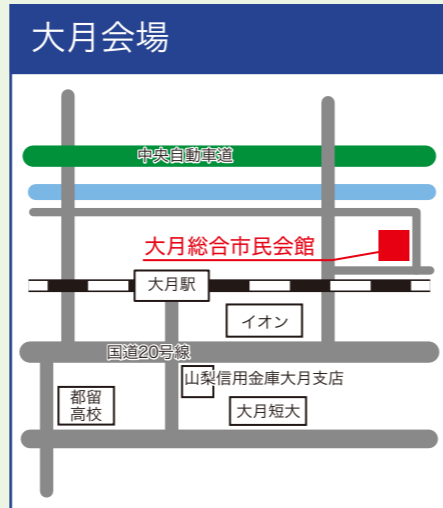 大月会場
中央自動車道
大月総合市民会館
大月駅
イオン
国道20号線
山梨信用金庫大月支店
都留
高校
大月短大